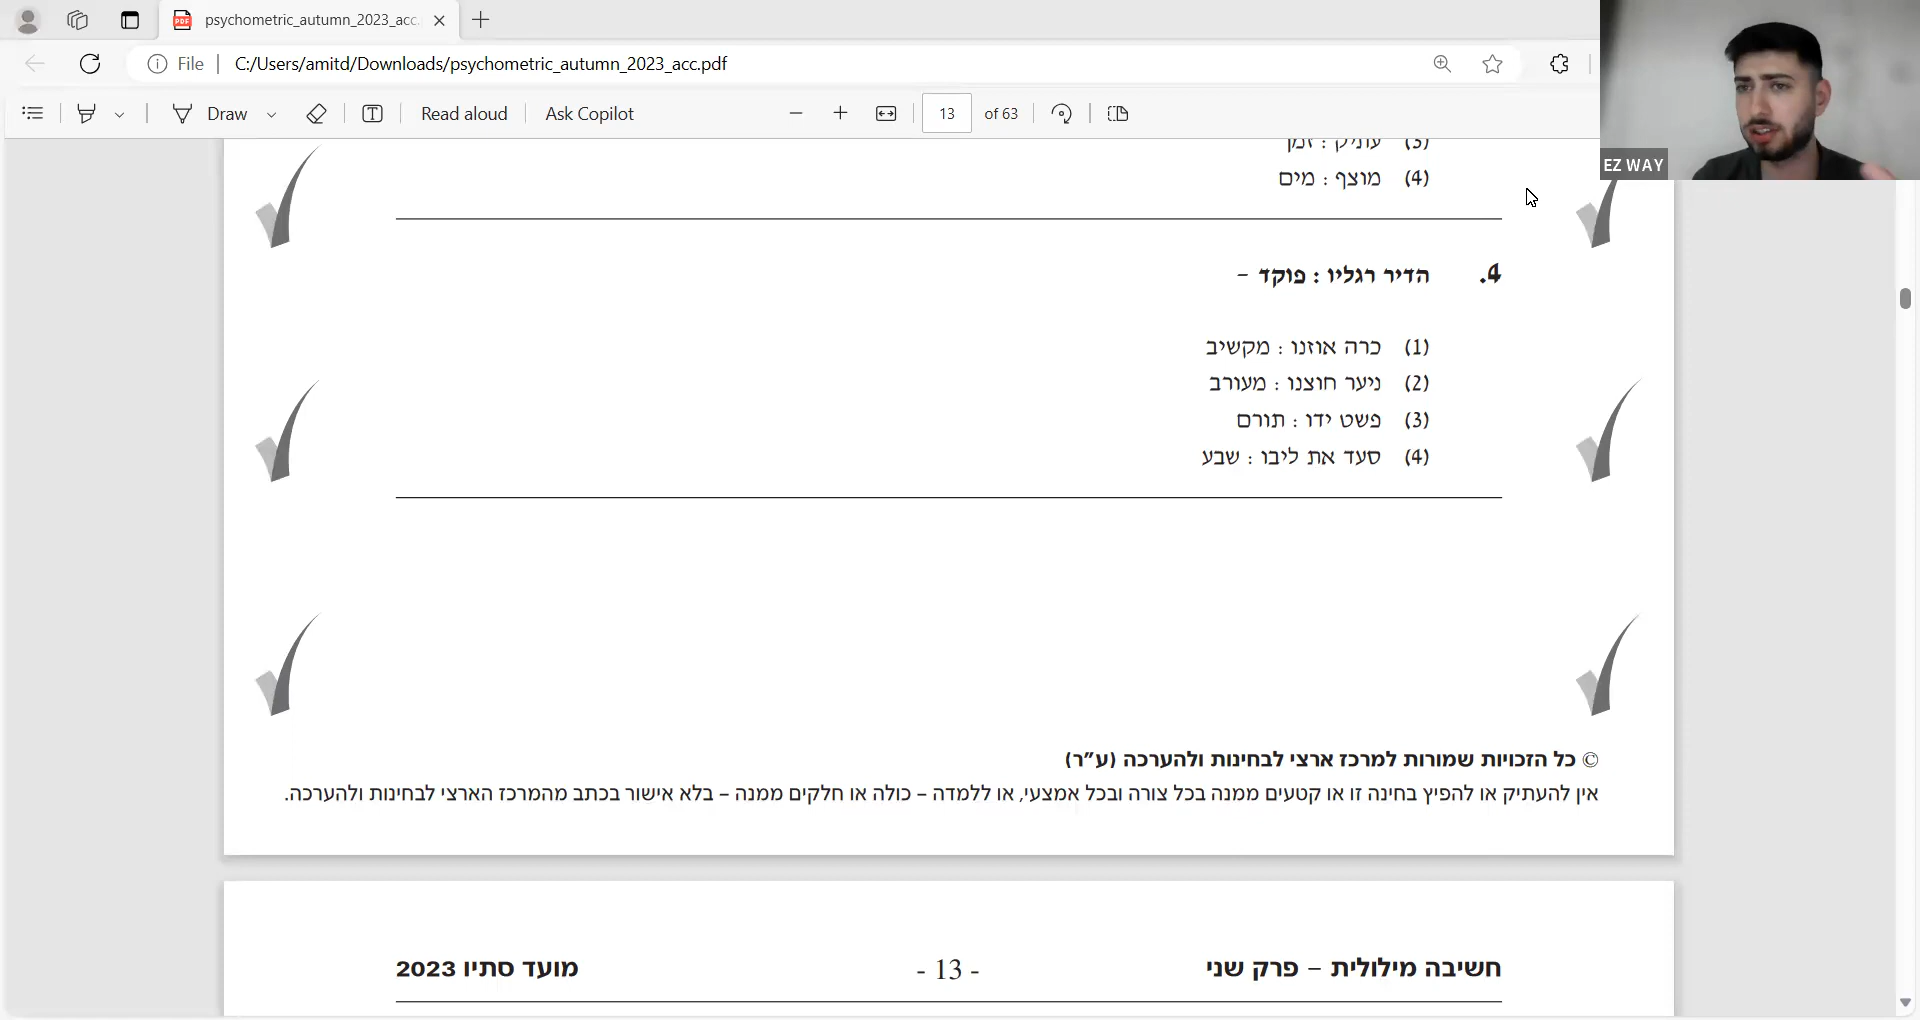 psychometric_autumn_2023_acc.
File
C:/Users/amitd/Downloads/psychometric_autumn_2023_acc.pdf
Draw
Read aloud
Ask Copilot
13 of 63
EZ WAY
(3) עתיק : זמן
(4) מוצף : מים
4. הדיר רגליו : פוקד –
(1) כרה אוזנו : מקשיב
(2) ניער חוצנו : מעורב
(3) פשט ידו : תורם
(4) סעד את ליבו : שבע
© כל הזכויות שמורות למרכז ארצי לבחינות ולהערכה (ע״ר)
אין להעתיק או להפיץ בחינה זו או קטעים ממנה בכל צורה ובכל אמצעי, או ללמדה – כולה או חלקים ממנה – בלא אישור בכתב מהמרכז הארצי לבחינות ולהערכה.
חשיבה מילולית – פרק שני
- 13 -
מועד סתיו 2023